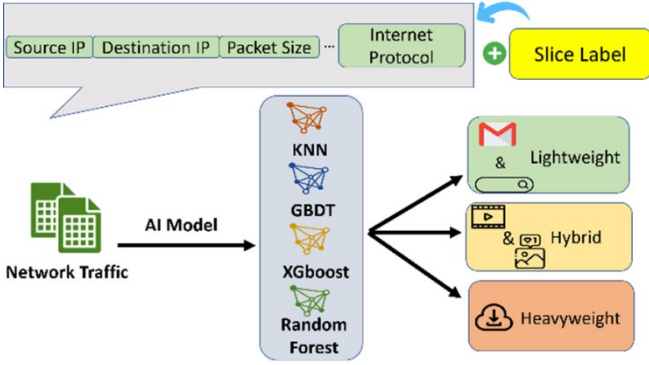 Source IP Destination IP Packet Size ... Internet
Protocol
+ Slice Label
KNN
GBDT
XGboost
Random
Forest
Network Traffic
AI Model
& Lightweight
& Hybrid
1
Heavyweight